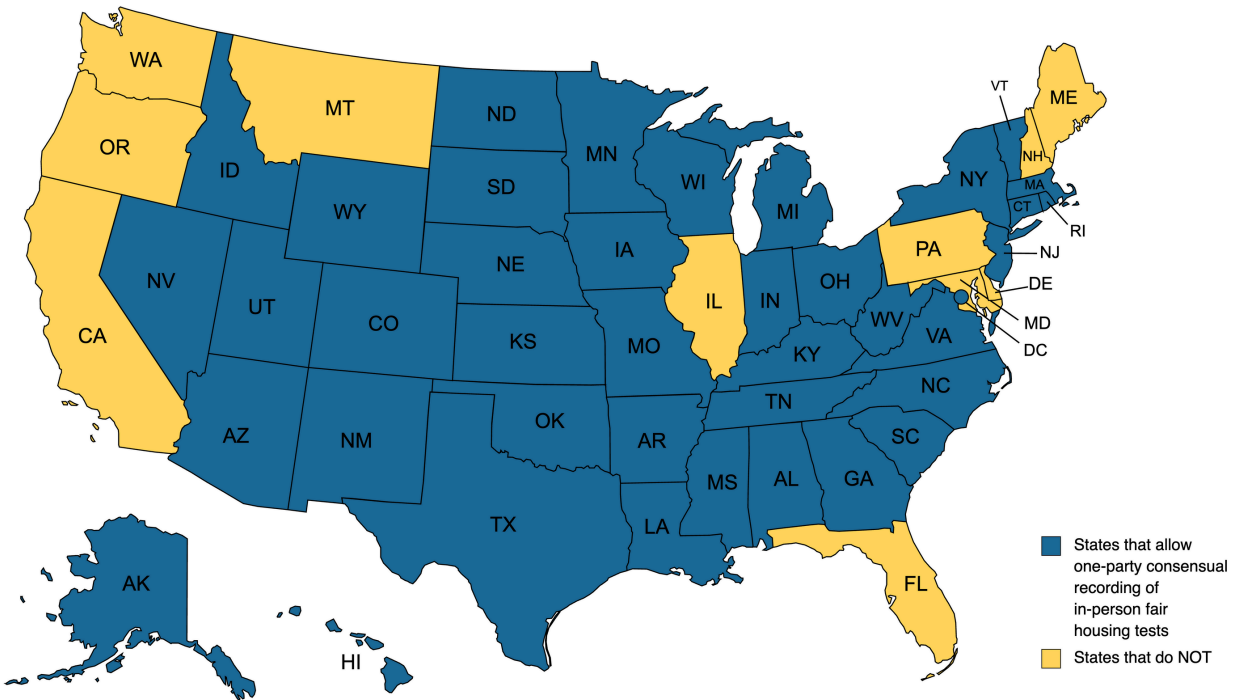 WA
MT
ND
MN
VT
ME
OR
ID
SD
WI
NH
NY
MA
WY
MI
CT
RI
IA
PA
NJ
NV
NE
OH
DE
UT
IL
IN
CA
CO
WV
MD
KS
MO
VA
DC
KY
NC
TN
AZ
NM
OK
AR
SC
MS
AL
GA
TX
LA
AK
FL
HI
States that allow
one-party consensual
recording of
in-person fair
housing tests
States that do NOT